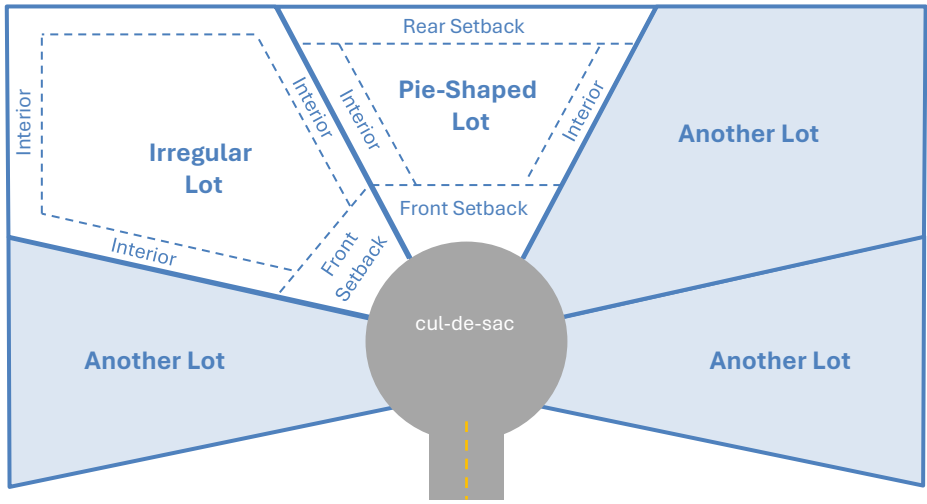 Rear Setback
Pie-Shaped
Lot
Interior
Interior
Interior
Interior
Another Lot
Irregular
Lot
Front Setback
Interior
Front
Setback
cul-de-sac
Another Lot
Another Lot